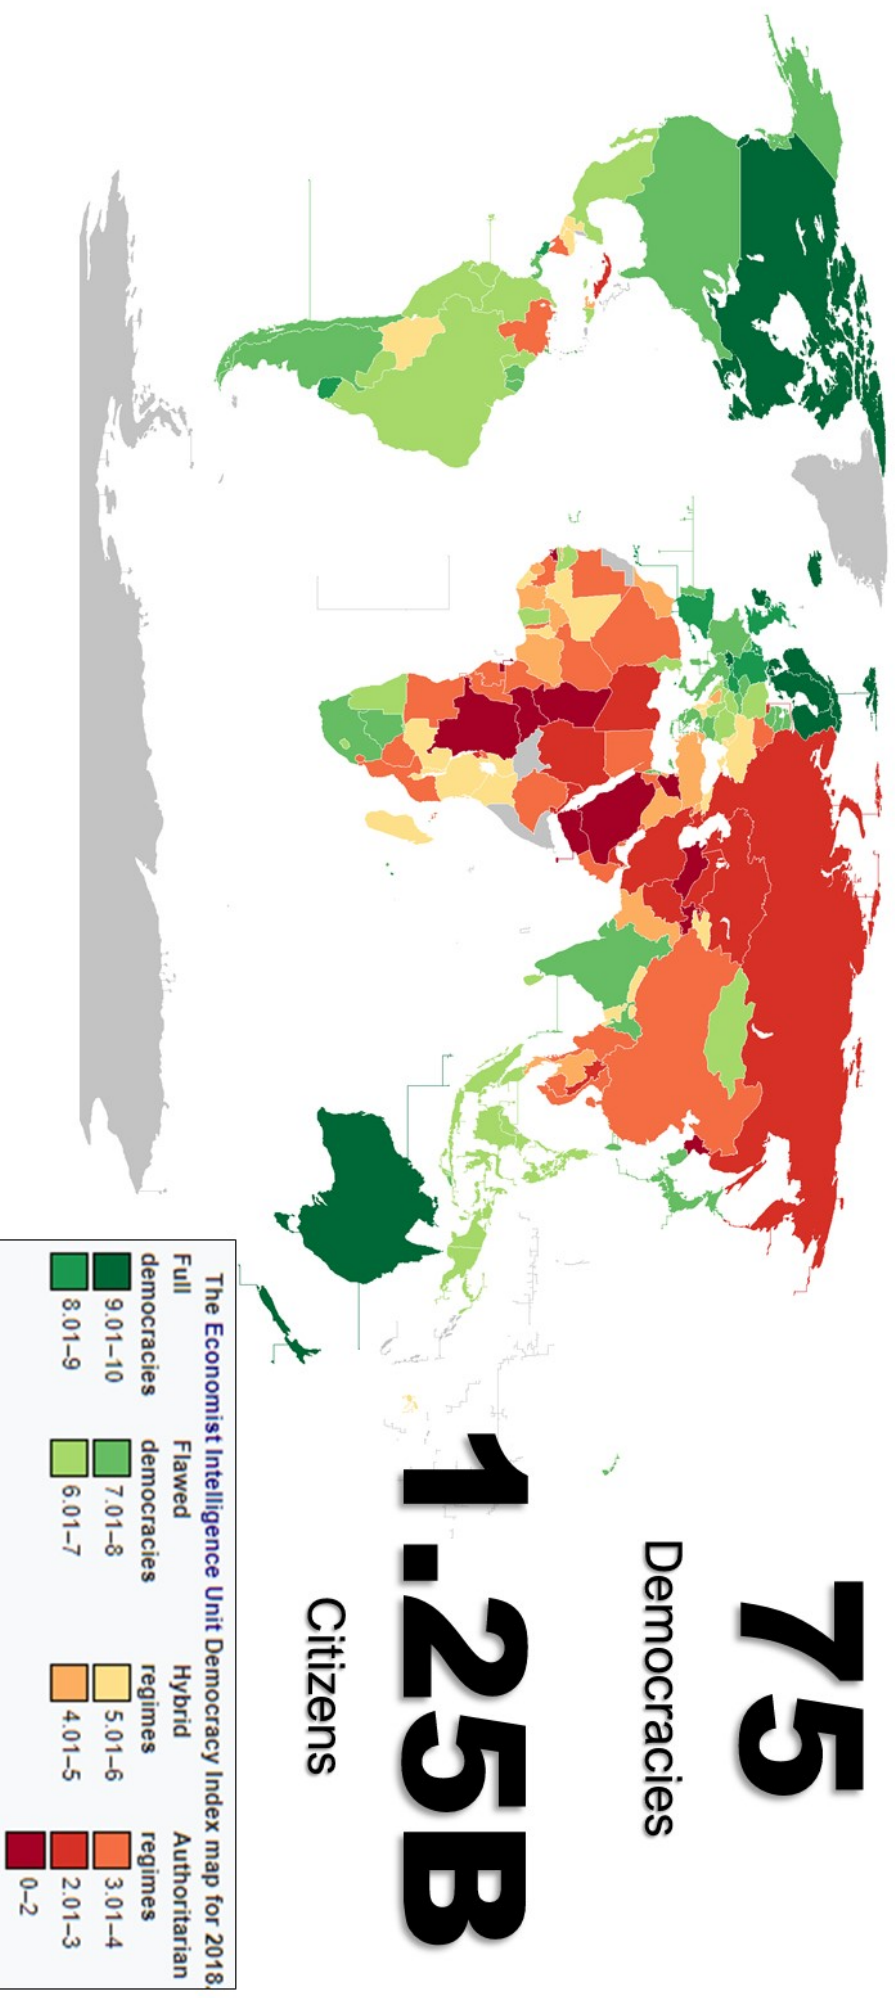 75
Democracies
1.25B
Citizens
The Economist Intelligence Unit Democracy Index map for 2018.
Full democracies
9.01–10
8.01–9
Flawed democracies
7.01–8
6.01–7
Hybrid regimes
5.01–6
4.01–5
Authoritarian regimes
3.01–4
2.01–3
0–2